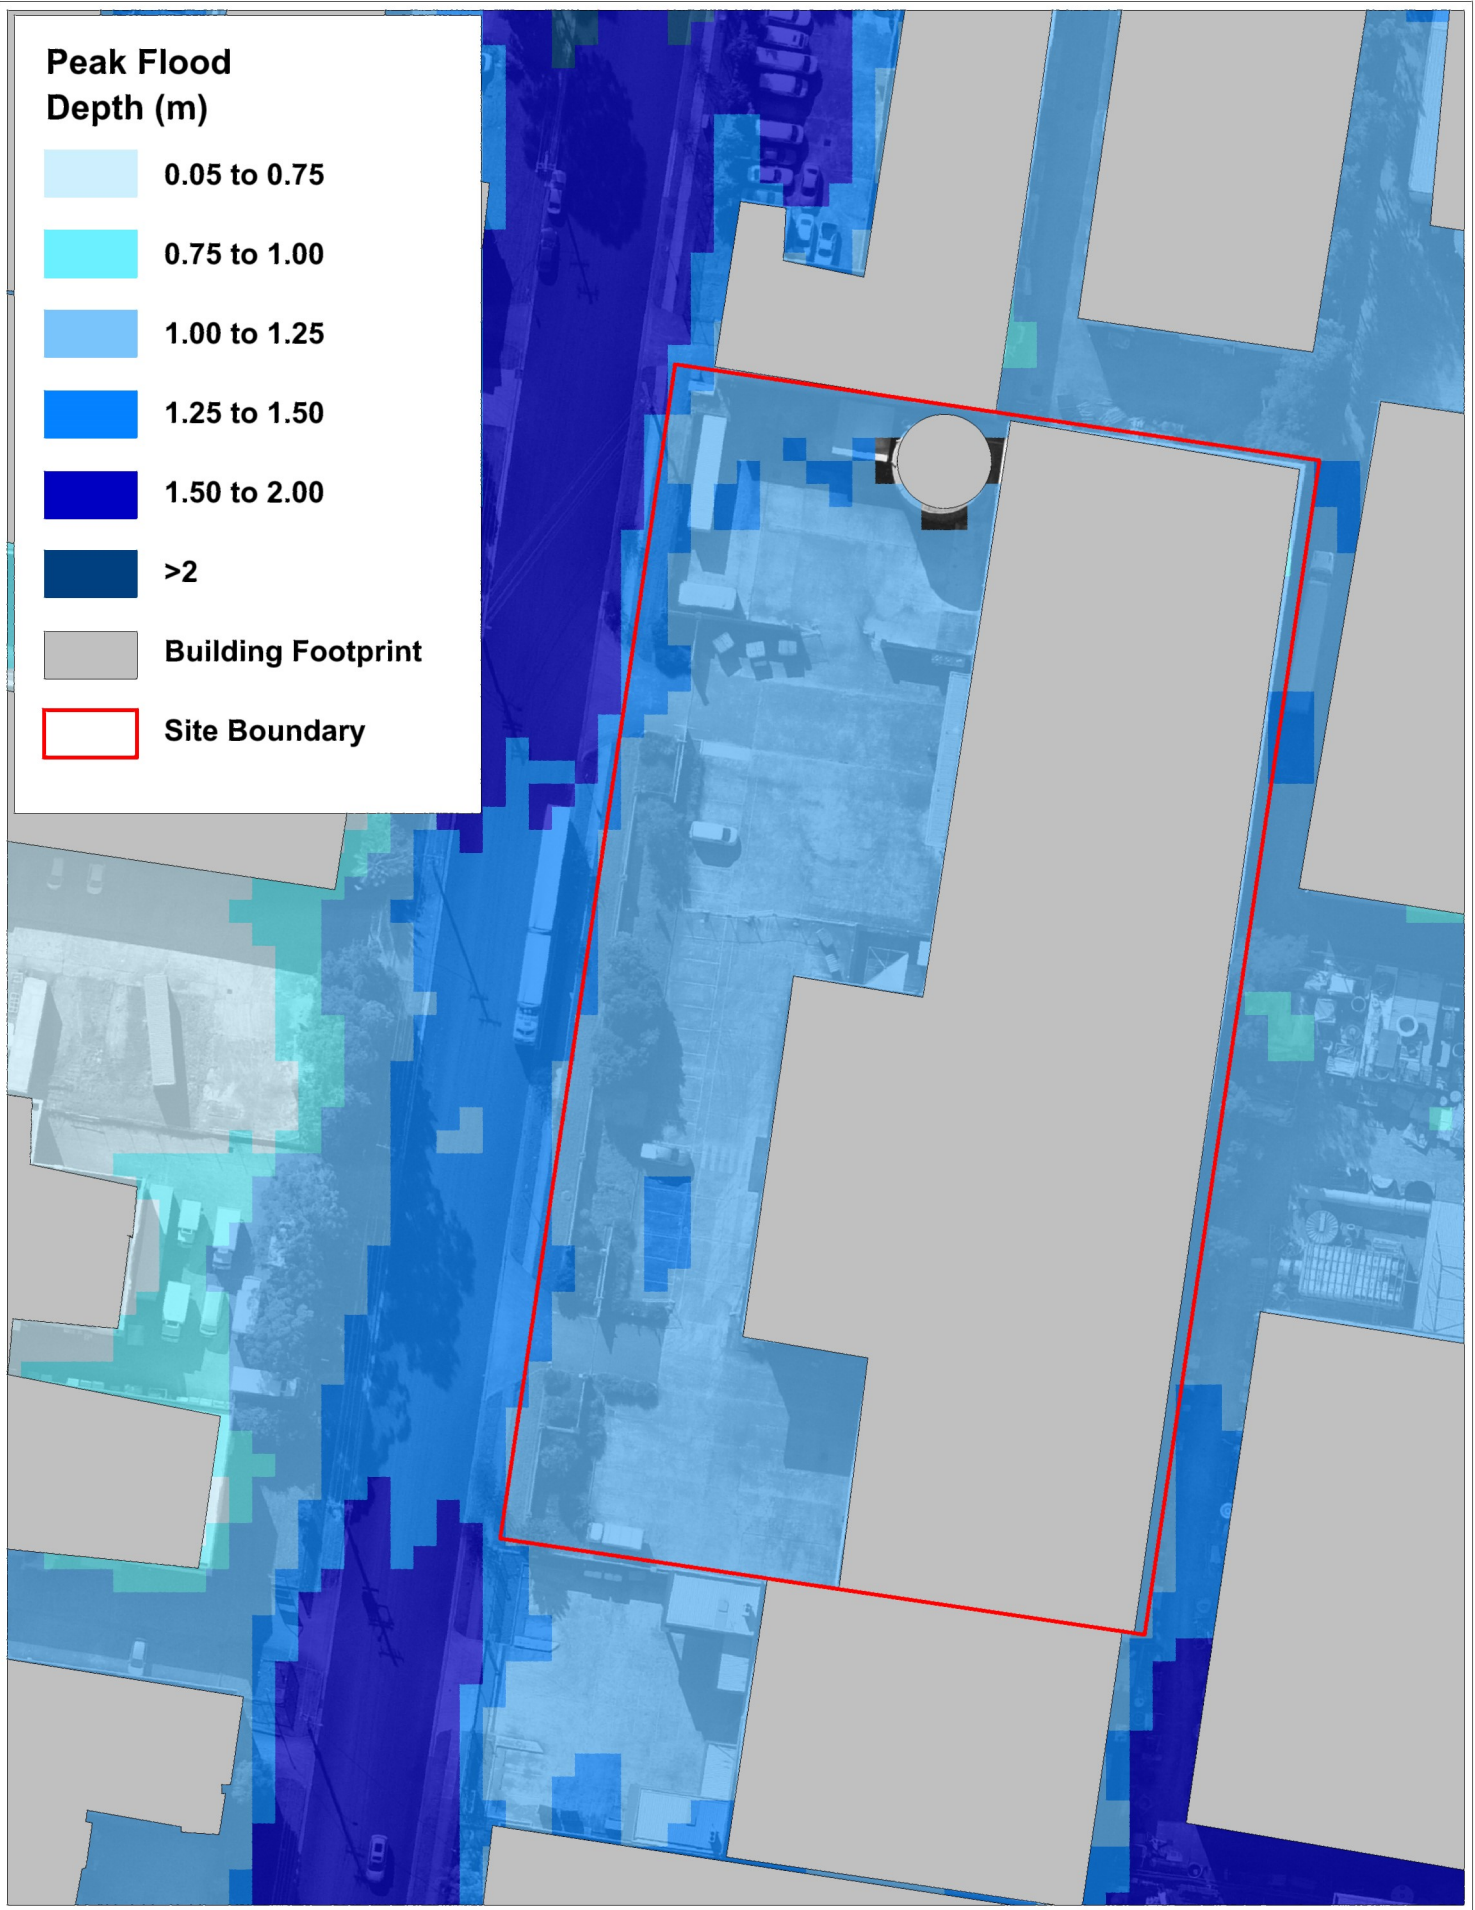 Peak Flood
Depth (m)
0.05 to 0.75
0.75 to 1.00
1.00 to 1.25
1.25 to 1.50
1.50 to 2.00
>2
Building Footprint
Site Boundary